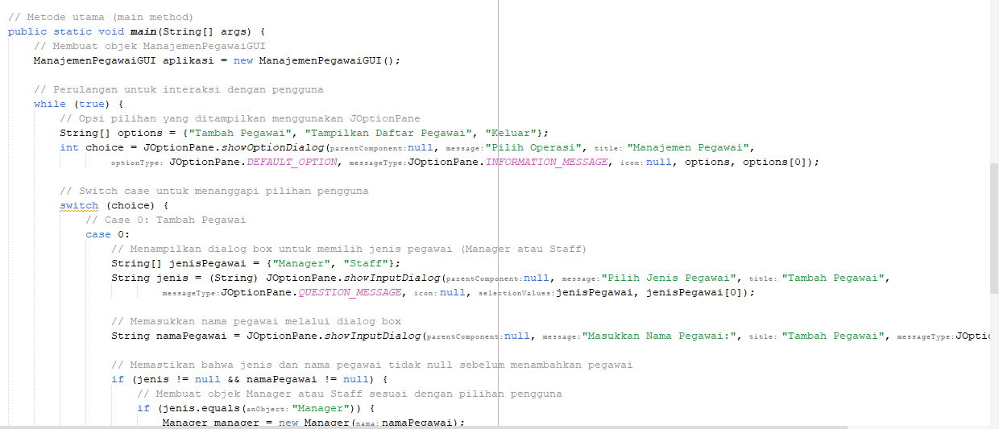 // Metode utama (main method)
public static void main(String[] args) {
// Membuat objek ManajemenPegawaiGUI
ManajemenPegawaiGUI aplikasi = new ManajemenPegawaiGUI();
// Perulangan untuk interaksi dengan pengguna
while (true) {
// Opsi pilihan yang ditampilkan menggunakan JOptionPane
String[] options = {"Tambah Pegawai", "Tampilkan Daftar Pegawai", "Keluar"};
int choice = JOptionPane.showOptionDialog(parentComponent: null, message: "Pilih Operasi", title: "Manajemen Pegawai",
optionType: JOptionPane.DEFAULT_OPTION, messageType: JOptionPane.INFORMATION_MESSAGE, icon: null, options, options[0]);
// Switch case untuk menanggapi pilihan pengguna
switch (choice) {
// Case 0: Tambah Pegawai
case 0:
// Menampilkan dialog box untuk memilih jenis pegawai (Manager atau Staff)
String[] jenisPegawai = {"Manager", "Staff"};
String jenis = (String) JOptionPane.showInputDialog(parentComponent: null, message: "Pilih Jenis Pegawai", title: "Tambah Pegawai",
messageType: JOptionPane.QUESTION_MESSAGE, icon: null, selectionValues: jenisPegawai, jenisPegawai[0]);
// Memasukkan nama pegawai melalui dialog box
String namaPegawai = JOptionPane.showInputDialog(parentComponent: null, message: "Masukkan Nama Pegawai:", title: "Tambah Pegawai", messageType: JOptio
// Memastikan bahwa jenis dan nama pegawai tidak null sebelum menambahkan pegawai
if (jenis != null && namaPegawai != null) {
// Membuat objek Manager atau Staff sesuai dengan pilihan pengguna
if (jenis.equals(anObject: "Manager")) {
Manager manager = new Manager(nama: namaPegawai);